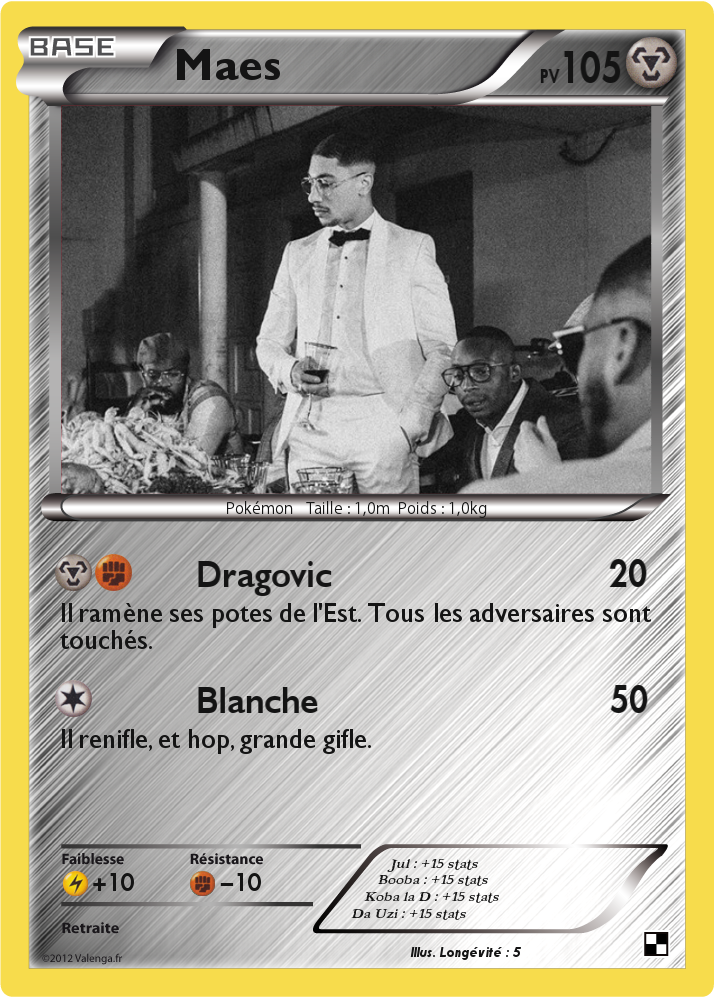 BASE
Maes
PV 105
Pokémon Taille : 1,0m Poids : 1,0kg
Dragovic 20
Il ramène ses potes de l'Est. Tous les adversaires sont
touchés.
Blanche 50
Il renifle, et hop, grande gifle.
Faiblesse
+10
Résistance
−10
Retraite
Jul : +15 stats
Booba : +15 stats
Koba la D : +15 stats
Da Uzi : +15 stats
Illus. Longévité : 5
©2012 Valenga.fr